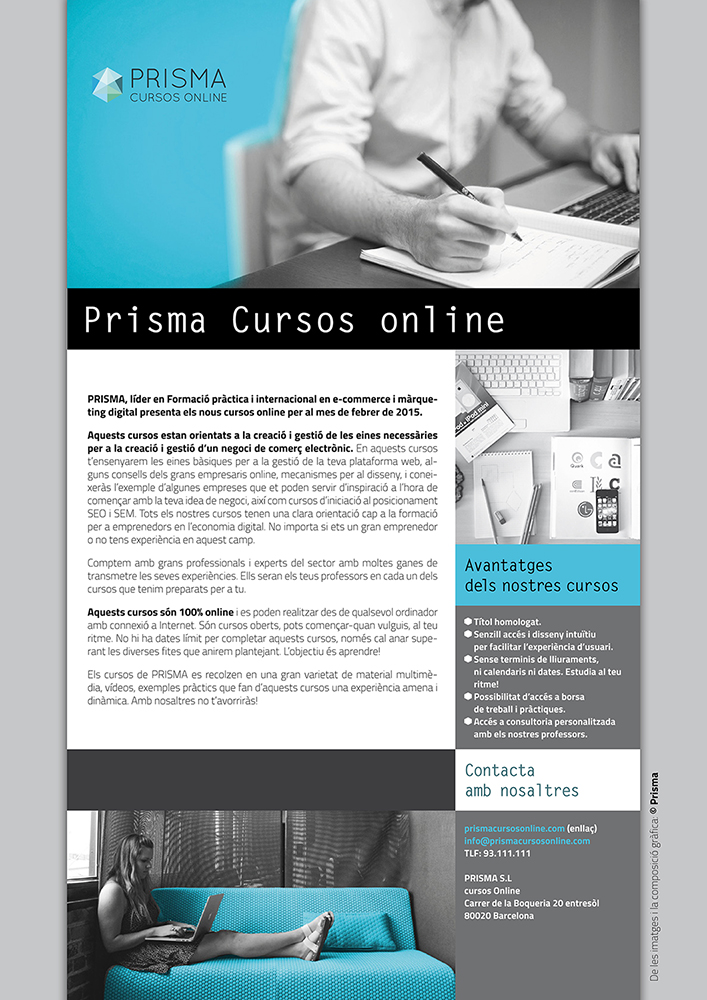 PRISMA
CURSOS ONLINE
Prisma Cursos online
PRISMA, líder en Formació pràctica i internacional en e-commerce i màrque-
ting digital presenta els nous cursos online per al mes de febrer de 2015.
Aquests cursos estan orientats a la creació i gestió de les eines necessàries
per a la creació i gestió d'un negoci de comerç electrònic. En aquests cursos
t'ensenyarem les eines bàsiques per a la gestió de la teva plataforma web, al-
guns consells dels grans empresaris online, mecanismes per al disseny, i conei-
xeràs l'exemple d'algunes empreses que et poden servir d'inspiració a l'hora de
començar amb la teva idea de negoci, així com cursos d'iniciació al posicionament
SEO i SEM. Tots els nostres cursos tenen una clara orientació cap a la formació
per a emprenedors en l'economia digital. No importa si ets un gran emprenedor
o no tens experiència en aquest camp.
Comptem amb grans professionals i experts del sector amb moltes ganes de
transmetre les seves experiències. Ells seran els teus professors en cada un dels
cursos que tenim preparats per a tu.
Aquests cursos són 100% online i es poden realitzar des de qualsevol ordinador
amb connexió a Internet. Són cursos oberts, pots començar-quan vulguis, al teu
ritme. No hi ha dates límit per completar aquests cursos, només cal anar supe-
rant les diverses fites que anirem plantejant. L'objectiu és aprendre!
Els cursos de PRISMA es recolzen en una gran varietat de material multimè-
dia, vídeos, exemples pràctics que fan d'aquests cursos una experiència amena i
dinàmica. Amb nosaltres no t'avorriràs!
iPod i iPad mini
Quark
LG
Avantatges
dels nostres cursos
Títol homologat.
Senzill accés i disseny intuïtiu
per facilitar l'experiència d'usuari.
Sense terminis de lliuraments,
ni calendaris ni dates. Estudia al teu
ritme!
Possibilitat d'accés a borsa
de treball i pràctiques.
Accés a consultoria personalitzada
amb els nostres professors.
Contacta
amb nosaltres
prismacursosonline.com (enllaç)
info@prismacursosonline.com
TLF: 93.111.111
PRISMA S.L
cursos Online
Carrer de la Boqueria 20 entresòl
80020 Barcelona
De les imatges i la composició gràfica: © Prisma